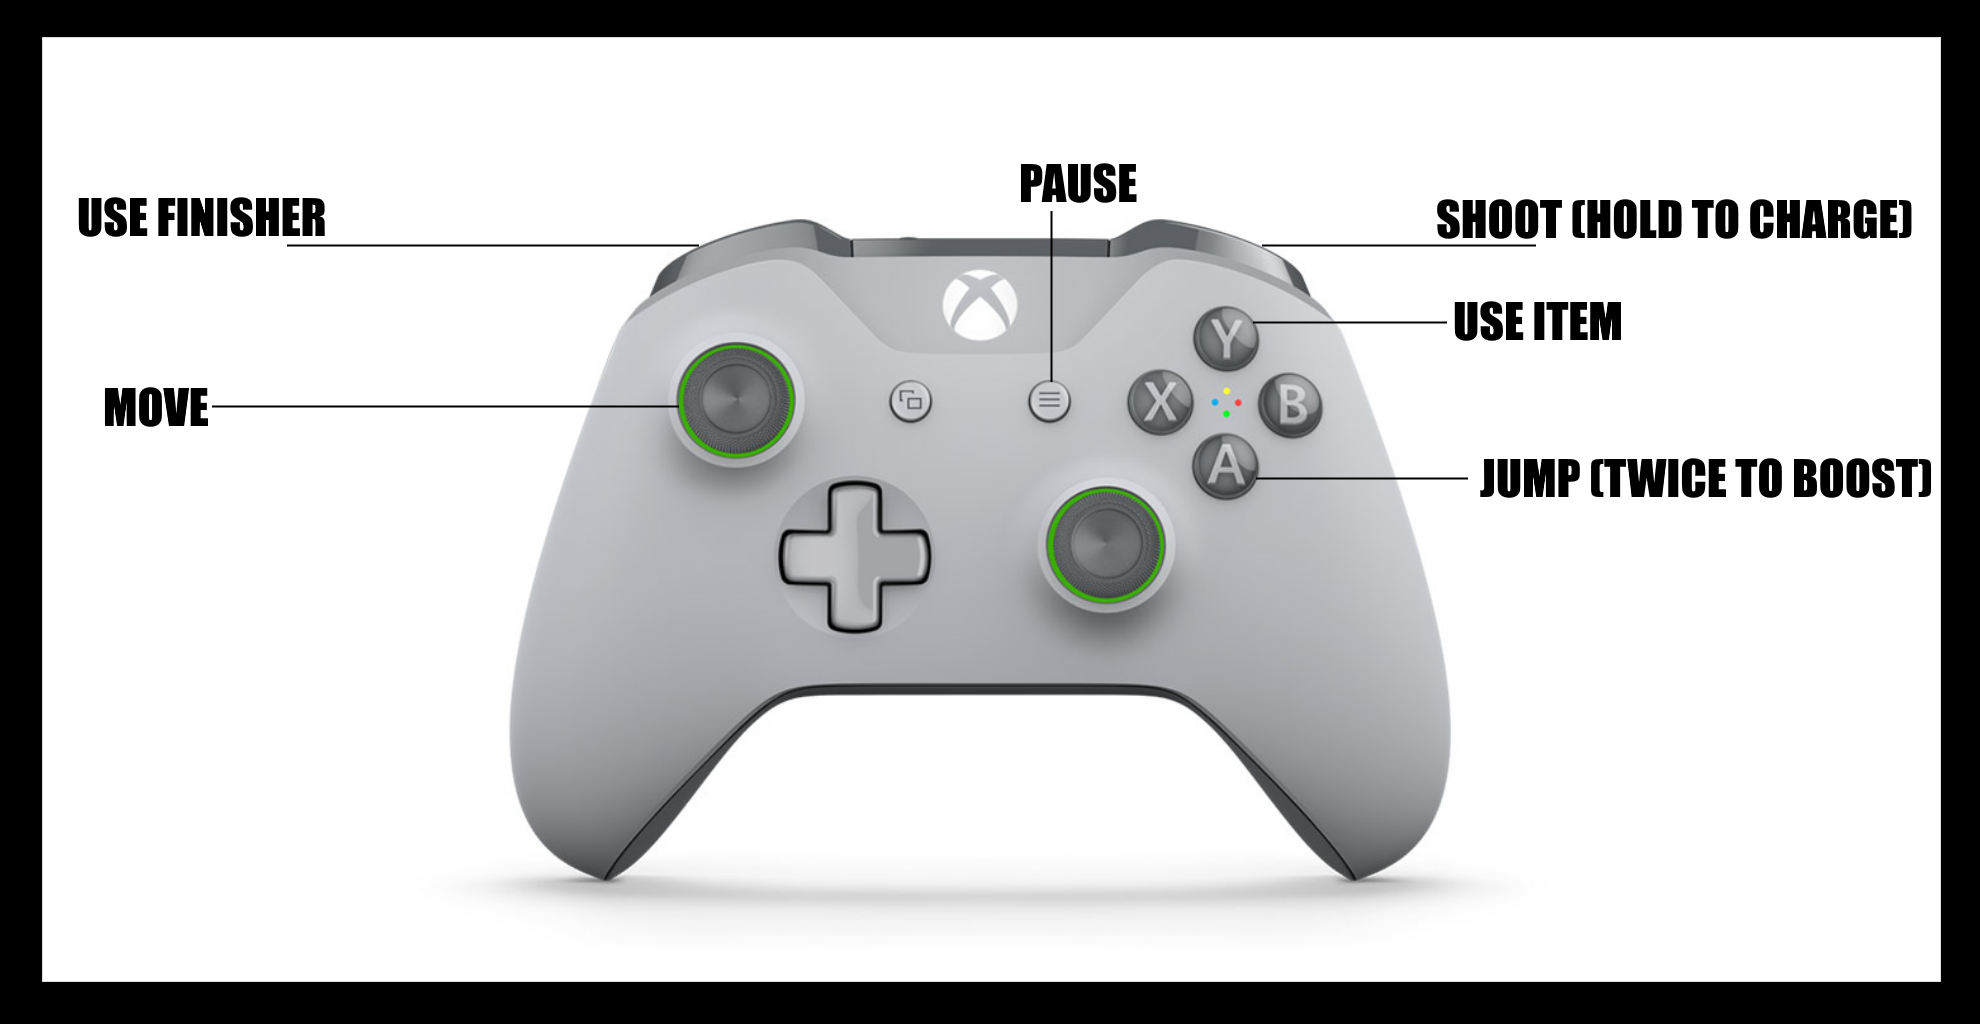 PAUSE
USE FINISHER
SHOOT (HOLD TO CHARGE)
USE ITEM
Y
MOVE
X
B
A
JUMP (TWICE TO BOOST)